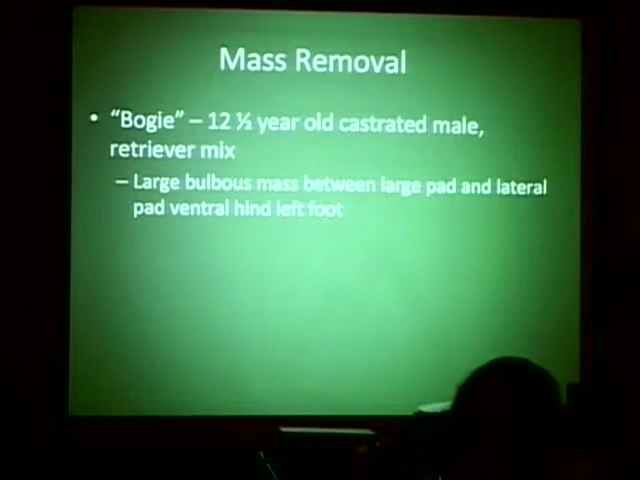 Mass Removal
• “Bogie” – 12 ½ year old castrated male,
retriever mix
– Large bulbous mass between large pad and lateral
pad ventral hind left foot